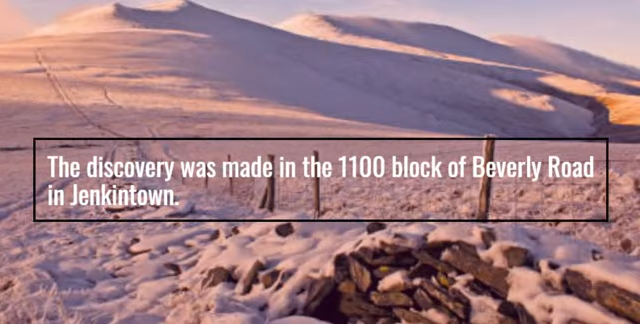 The discovery was made in the 1100 block of Beverly Road
in Jenkintown.